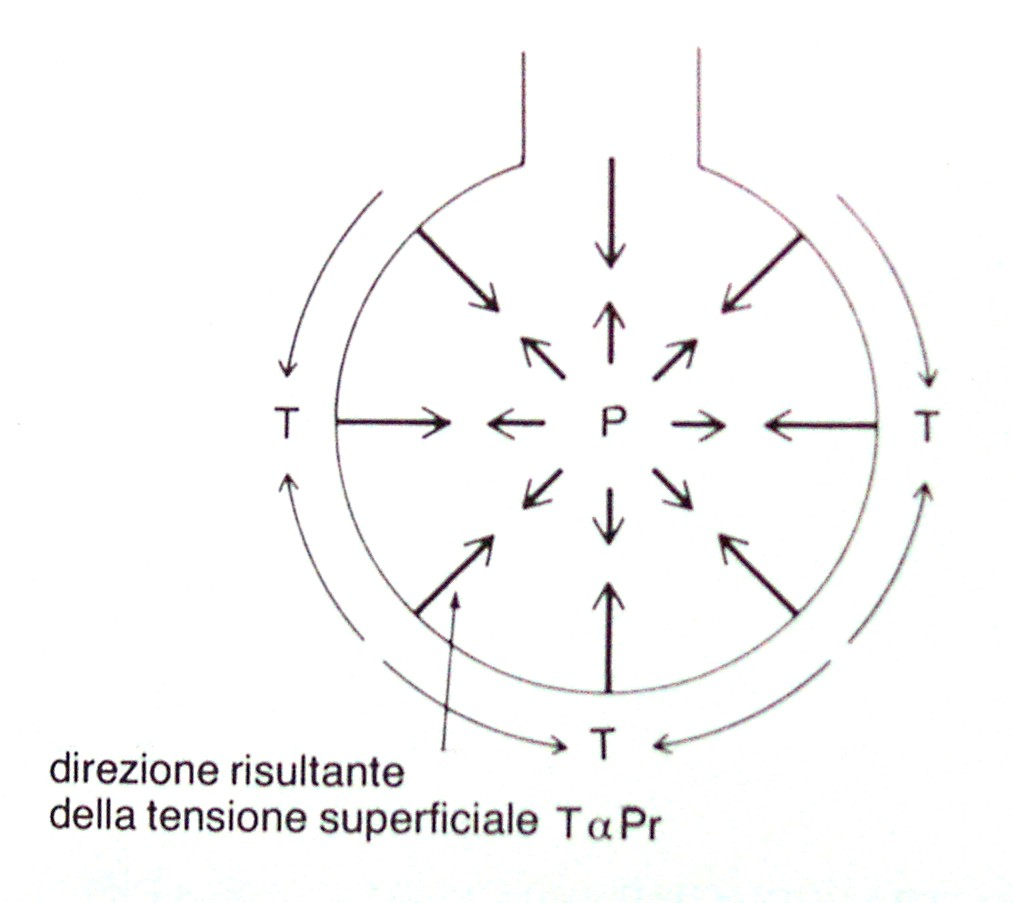 T
P
T
T
direzione risultante
della tensione superficiale T α Pr